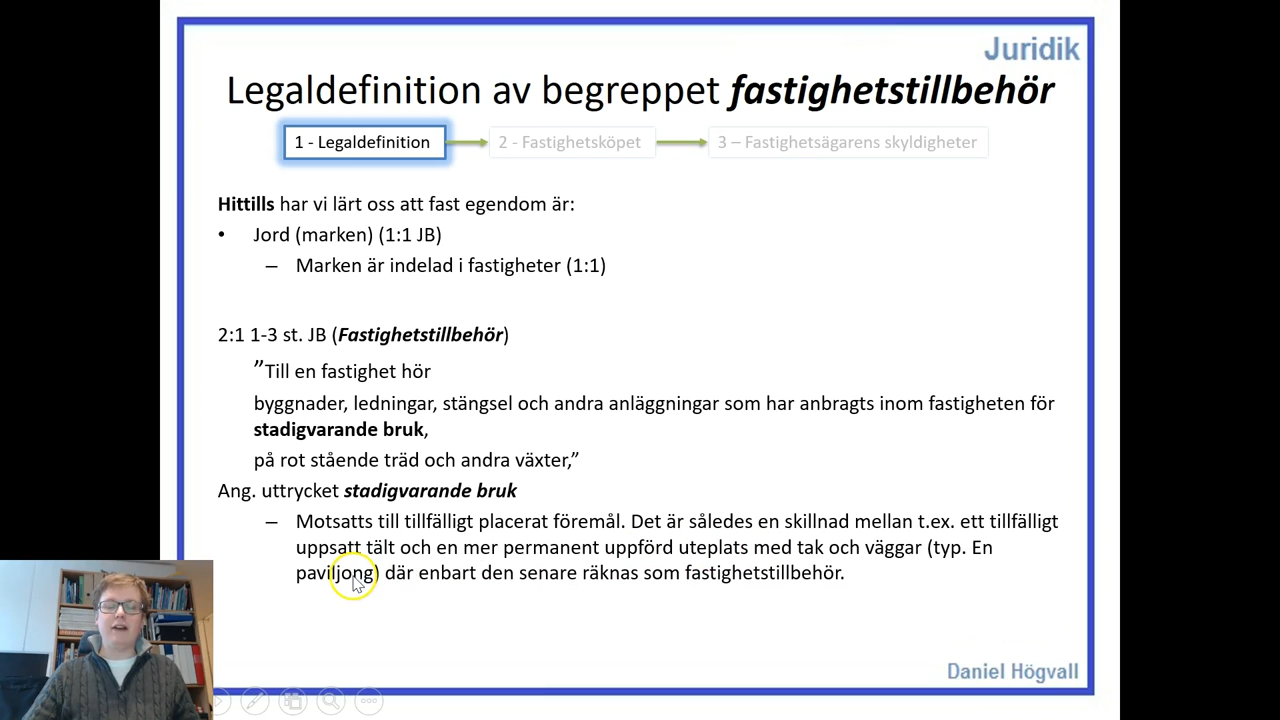 Juridik
Legaldefinition av begreppet fastighetstillbehör
1 - Legaldefinition
2 - Fastighetsköpet
3 – Fastighetsägarens skyldigheter
Hittills har vi lärt oss att fast egendom är:
• Jord (marken) (1:1 JB)
– Marken är indelad i fastigheter (1:1)
2:1 1-3 st. JB (Fastighetstillbehör)
”Till en fastighet hör
byggnader, ledningar, stängsel och andra anläggningar som har anbragts inom fastigheten för
stadigvarande bruk,
på rot stående träd och andra växter,”
Ang. uttrycket stadigvarande bruk
– Motsatts till tillfälligt placerat föremål. Det är således en skillnad mellan t.ex. ett tillfälligt
uppsatt tält och en mer permanent uppförd uteplats med tak och väggar (typ. En
paviljong) där enbart den senare räknas som fastighetstillbehör.
Daniel Högvall